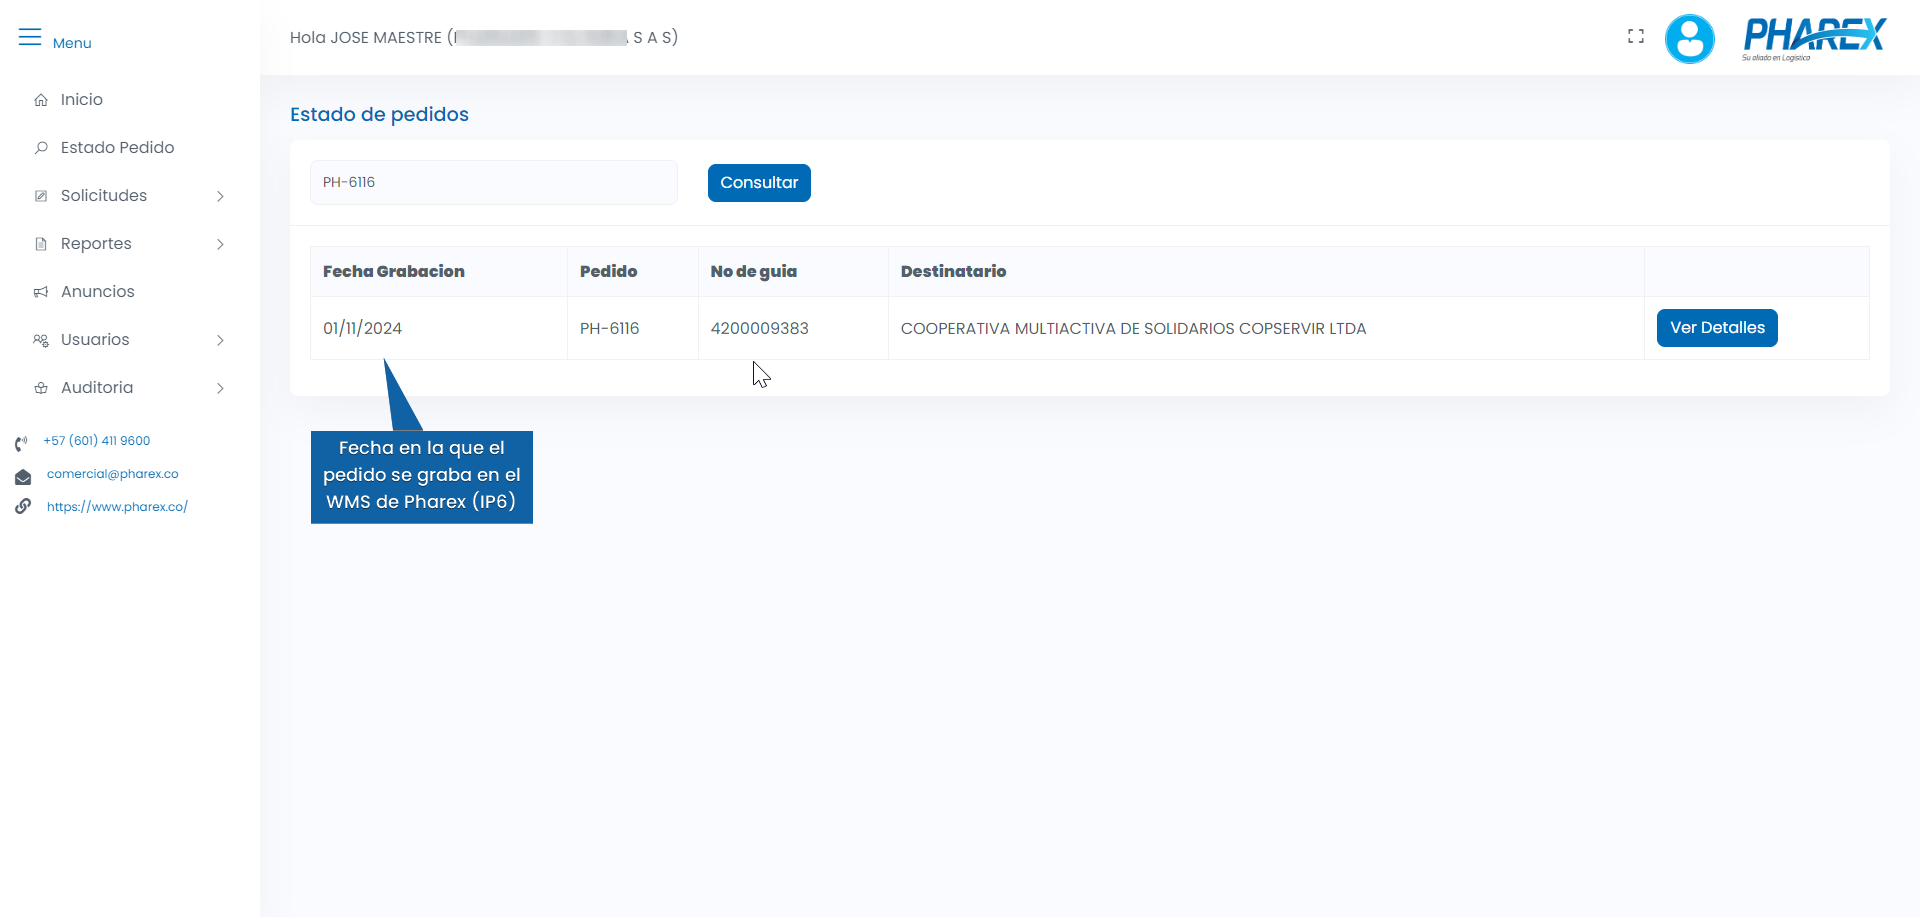 Menu
Hola JOSE MAESTRE ( S A S)
PHAREX
Su aliado en Logística
Inicio
Estado Pedido
Solicitudes
Reportes
Anuncios
Usuarios
Auditoria
+57 (601) 411 9600
comercial@pharex.co
https://www.pharex.co/
Estado de pedidos
PH-6116
Consultar
Fecha Grabacion Pedido No de guia Destinatario
01/11/2024 PH-6116 4200009383 COOPERATIVA MULTIACTIVA DE SOLIDARIOS COPSERVIR LTDA Ver Detalles
Fecha en la que el
pedido se graba en el
WMS de Pharex (IP6)